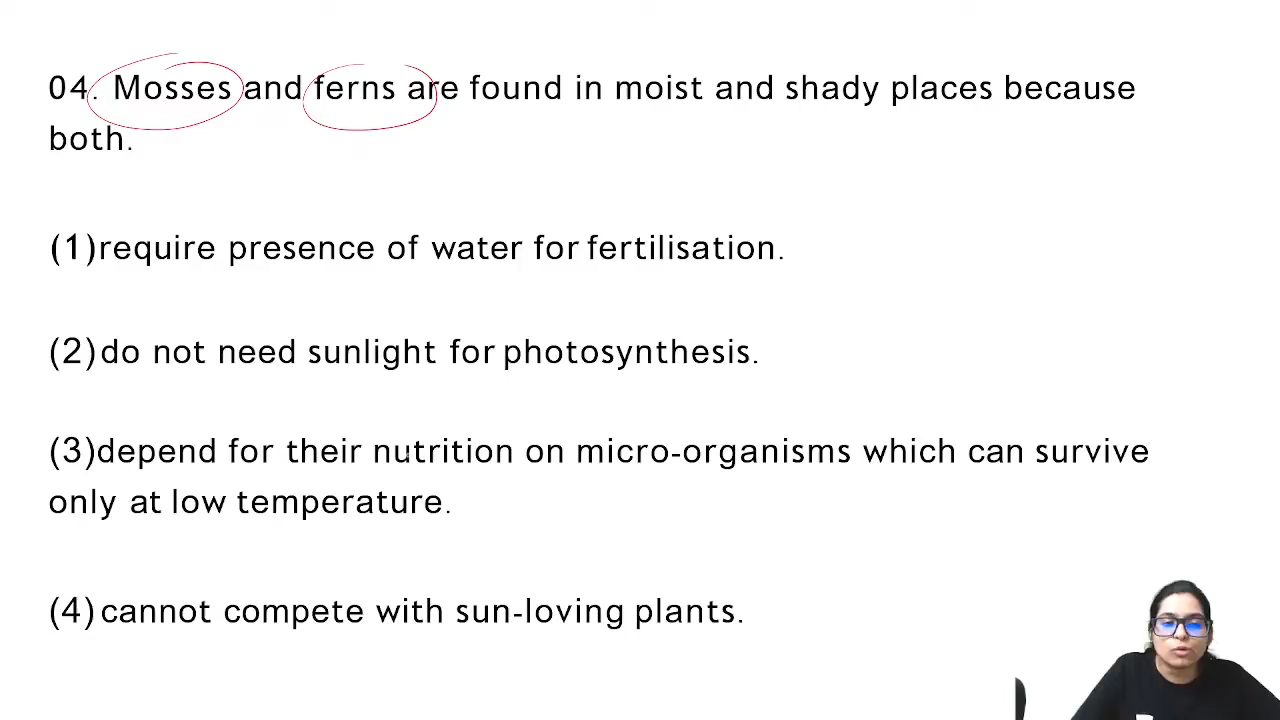 04. Mosses and ferns are found in moist and shady places because
both.
(1)require presence of water for fertilisation.
(2)do not need sunlight for photosynthesis.
(3)depend for their nutrition on micro-organisms which can survive
only at low temperature.
(4)cannot compete with sun-loving plants.